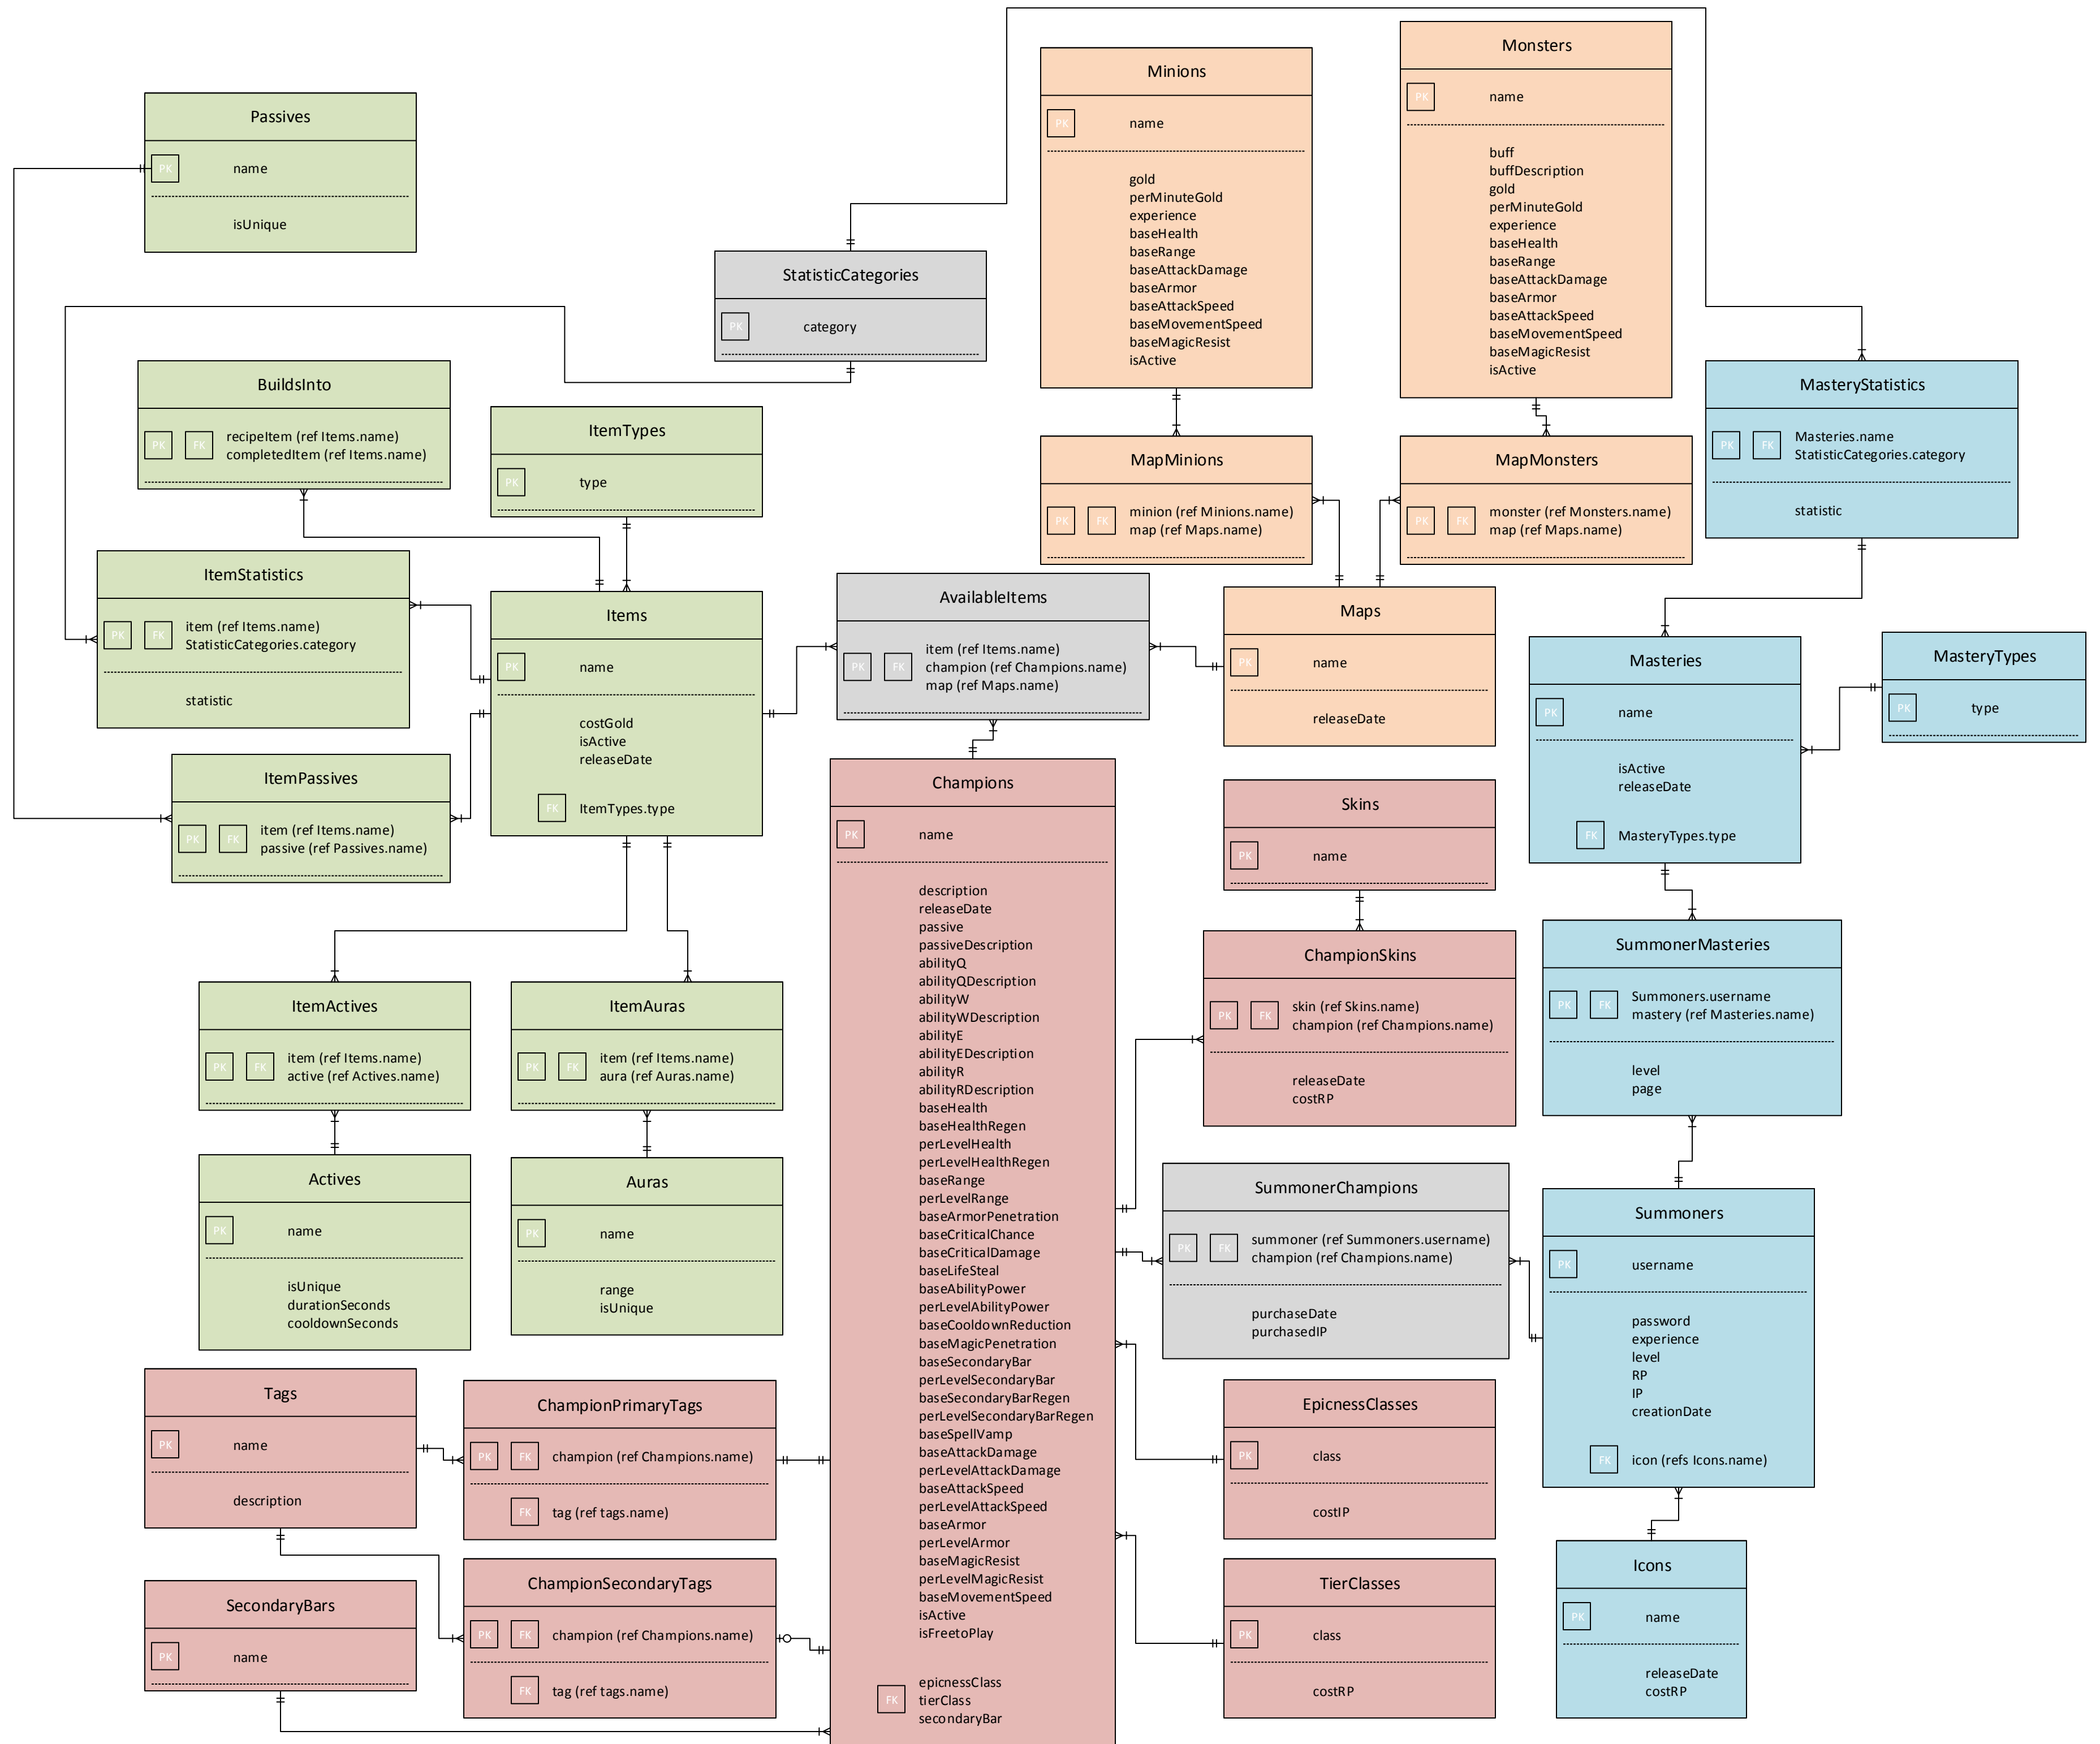 Passives
PK
name
isUnique
StatisticCategories
PK
category
Minions
PK
name
gold
perMinuteGold
experience
baseHealth
baseRange
baseAttackDamage
baseArmor
baseAttackSpeed
baseMovementSpeed
baseMagicResist
isActive
Monsters
PK
name
buff
buffDescription
gold
perMinuteGold
experience
baseHealth
baseRange
baseAttackDamage
baseArmor
baseAttackSpeed
baseMovementSpeed
baseMagicResist
isActive
BuildsInto
PK FK
recipeItem (ref Items.name)
completedItem (ref Items.name)
ItemTypes
PK
type
MapMinions
PK FK
minion (ref Minions.name)
map (ref Maps.name)
MapMonsters
PK FK
monster (ref Monsters.name)
map (ref Maps.name)
MasteryStatistics
PK FK
Masteries.name
StatisticCategories.category
statistic
ItemStatistics
PK FK
item (ref Items.name)
StatisticCategories.category
statistic
Items
PK
name
costGold
isActive
releaseDate
FK
ItemTypes.type
AvailableItems
PK FK
item (ref Items.name)
champion (ref Champions.name)
map (ref Maps.name)
Maps
PK
name
releaseDate
Masteries
PK
name
isActive
releaseDate
FK
MasteryTypes.type
MasteryTypes
PK
type
ItemPassives
PK FK
item (ref Items.name)
passive (ref Passives.name)
Champions
PK
name
description
releaseDate
passive
passiveDescription
abilityQ
abilityQDescription
abilityW
abilityWDescription
abilityE
abilityEDescription
abilityR
abilityRDescription
baseHealth
baseHealthRegen
perLevelHealth
perLevelHealthRegen
baseRange
perLevelRange
baseArmorPenetration
baseCriticalChance
baseCriticalDamage
baseLifeSteal
baseAbilityPower
perLevelAbilityPower
baseCooldownReduction
baseMagicPenetration
baseSecondaryBar
perLevelSecondaryBar
baseSecondaryBarRegen
perLevelSecondaryBarRegen
baseSpellVamp
baseAttackDamage
perLevelAttackDamage
baseAttackSpeed
perLevelAttackSpeed
baseArmor
perLevelArmor
baseMagicResist
perLevelMagicResist
baseMovementSpeed
isActive
isFreetoPlay
FK
epicnessClass
tierClass
secondaryBar
Skins
PK
name
ChampionSkins
PK FK
skin (ref Skins.name)
champion (ref Champions.name)
releaseDate
costRP
SummonerMasteries
PK FK
Summoners.username
mastery (ref Masteries.name)
level
page
ItemActives
PK FK
item (ref Items.name)
active (ref Actives.name)
ItemAuras
PK FK
item (ref Items.name)
aura (ref Auras.name)
Actives
PK
name
isUnique
durationSeconds
cooldownSeconds
Auras
PK
name
range
isUnique
SummonerChampions
PK FK
summoner (ref Summoners.username)
champion (ref Champions.name)
purchaseDate
purchasedIP
Summoners
PK
username
password
experience
level
RP
IP
creationDate
FK
icon (refs Icons.name)
Tags
PK
name
description
ChampionPrimaryTags
PK FK
champion (ref Champions.name)
FK
tag (ref tags.name)
EpicnessClasses
PK
class
costIP
SecondaryBars
PK
name
ChampionSecondaryTags
PK FK
champion (ref Champions.name)
FK
tag (ref tags.name)
TierClasses
PK
class
costRP
Icons
PK
name
releaseDate
costRP